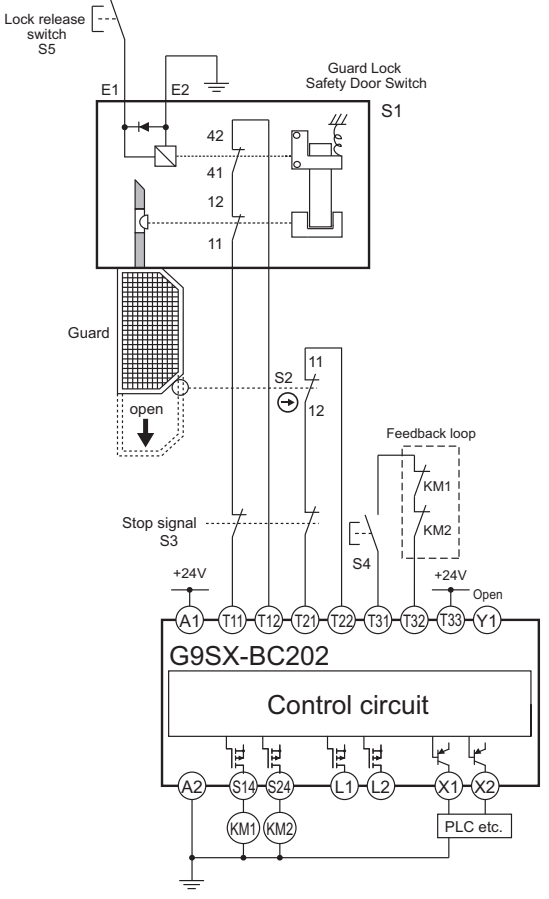 Lock release
switch
S5
E1
E2
Guard Lock
Safety Door Switch
S1
42
41
12
11
Guard
open
S2
11
12
Feedback loop
KM1
KM2
Stop signal
S3
S4
+24V
+24V
Open
A1
T11
T12
T21
T22
T31
T32
T33
Y1
G9SX-BC202
Control circuit
A2
S14
S24
L1
L2
X1
X2
KM1
KM2
PLC etc.